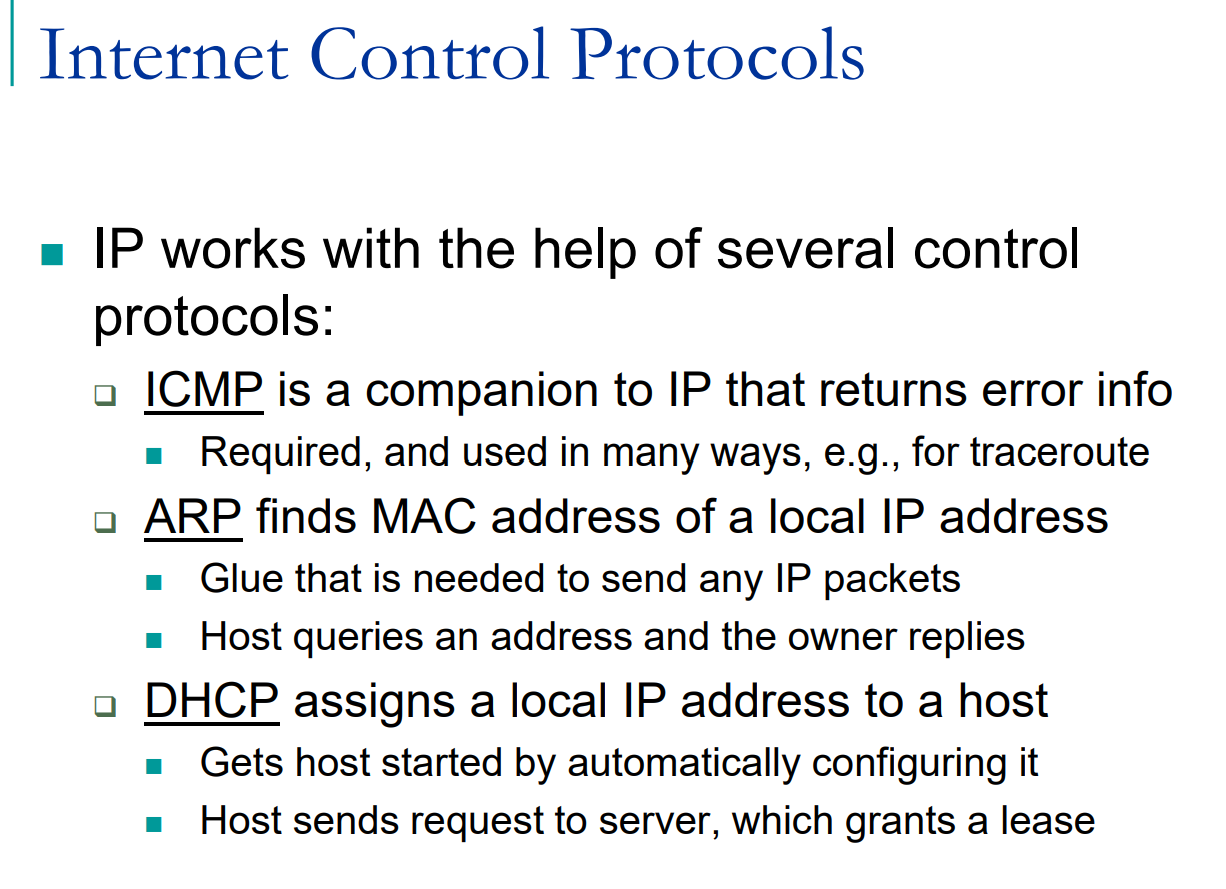 Internet Control Protocols
IP works with the help of several control
protocols:
ICMP is a companion to IP that returns error info
Required, and used in many ways, e.g., for traceroute
ARP finds MAC address of a local IP address
Glue that is needed to send any IP packets
Host queries an address and the owner replies
DHCP assigns a local IP address to a host
Gets host started by automatically configuring it
Host sends request to server, which grants a lease